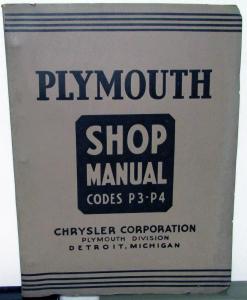 PLYMOUTH
SHOP
MANUAL
CODES P3-P4
CHRYSLER CORPORATION
PLYMOUTH DIVISION
DETROIT, MICHIGAN